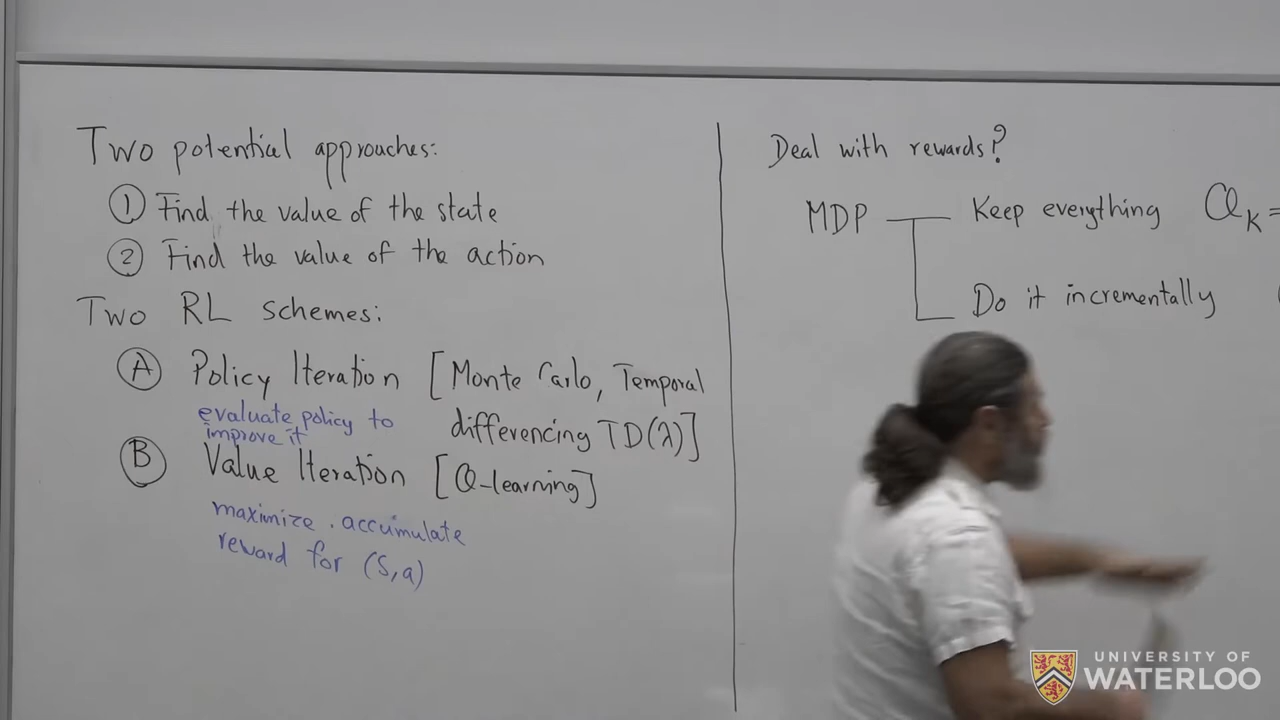 Two potential approaches:
① Find the value of the state
② Find the value of the action
Two RL schemes:
Ⓐ Policy Iteration [Monte Carlo, Temporal
differencing TD(λ)]
evaluate policy to
improve it
Ⓑ Value Iteration [Q-learning]
maximize accumulate
reward for (S,a)
Deal with rewards?
MDP
Keep everything Q_K =
Do it incrementally
UNIVERSITY OF
WATERLOO